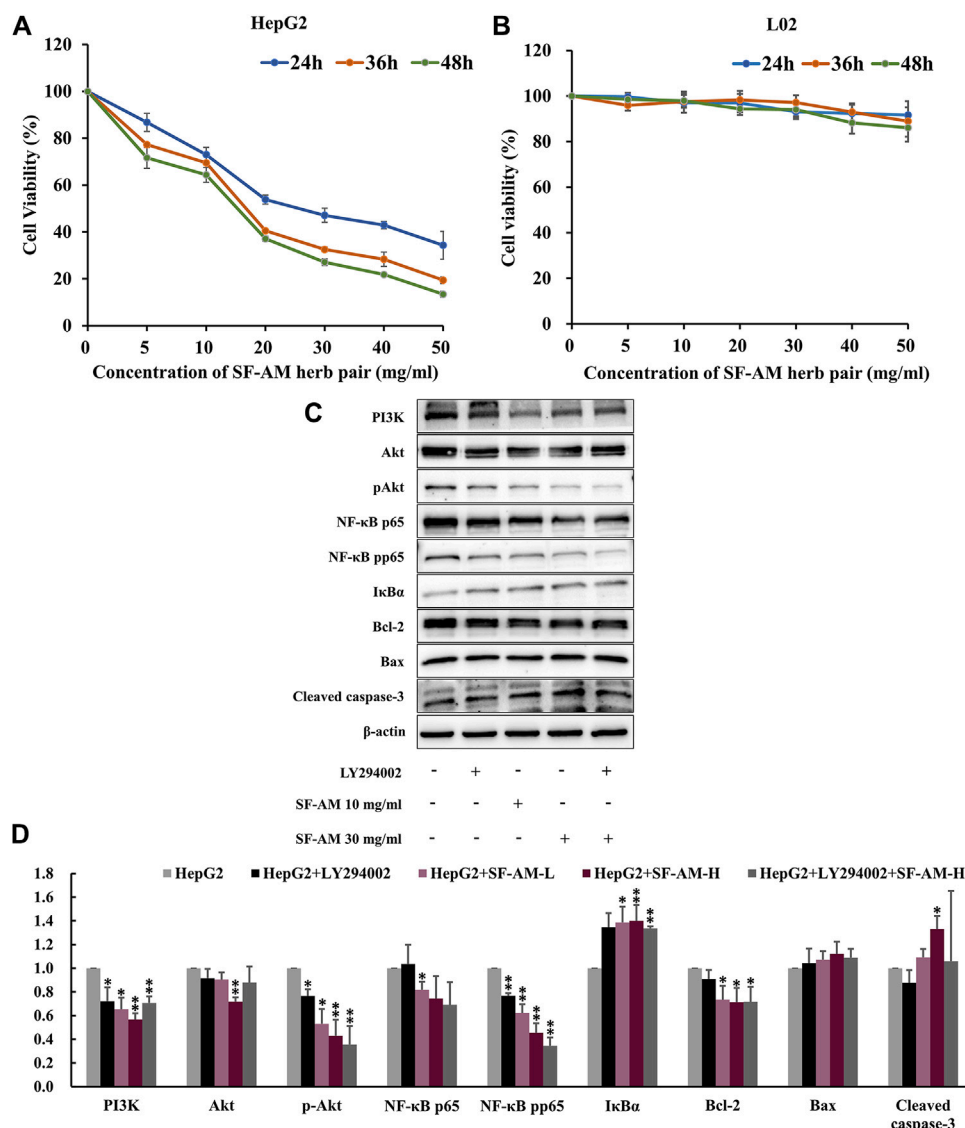 A
HepG2
24h 36h 48h
120
100
80
60
40
20
0
Cell Viability (%)
0 5 10 20 30 40 50
Concentration of SF-AM herb pair (mg/ml)
B
L02
24h 36h 48h
120
100
80
60
40
20
0
Cell viability (%)
0 5 10 20 30 40 50
Concentration of SF-AM herb pair (mg/ml)
C
PI3K
Akt
pAkt
NF-κB p65
NF-κB pp65
IκBα
Bcl-2
Bax
Cleaved caspase-3
β-actin
LY294002 - + - - +
SF-AM 10 mg/ml - - + - -
SF-AM 30 mg/ml - - - + +
D
HepG2 HepG2+LY294002 HepG2+SF-AM-L HepG2+SF-AM-H HepG2+LY294002+SF-AM-H
1.8
1.6
1.4
1.2
1.0
0.8
0.6
0.4
0.2
0.0
* * ** ** ** * * ** ** * ** ** ** ** * ** ** * * * *
PI3K Akt p-Akt NF-κB p65 NF-κB pp65 IκBα Bcl-2 Bax Cleaved
caspase-3